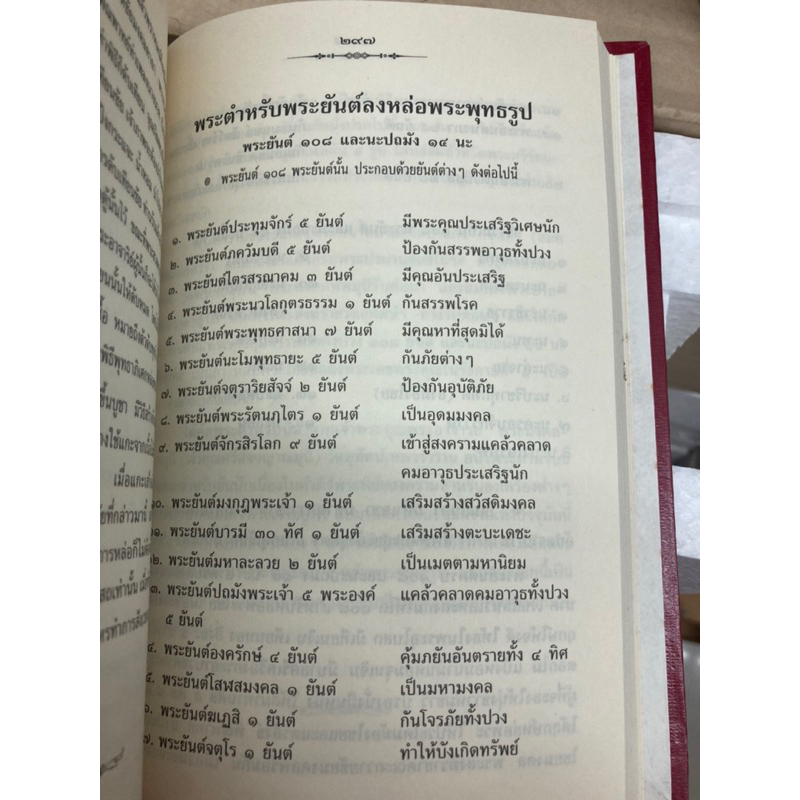 ๒๙๗
พระตำหรับพระยันต์ลงหล่อพระพุทธรูป
พระยันต์ ๑๐๘ และนะปถมัง ๑๔ นะ
๏ พระยันต์ ๑๐๘ พระยันต์นั้น ประกอบด้วยยันต์ต่างๆ ดังต่อไปนี้
๑. พระยันต์ประทุมจักร์ ๕ ยันต์ มีพระคุณประเสริฐวิเศษนัก
๒. พระยันต์ภควัมบดี ๕ ยันต์ ป้องกันสรรพอาวุธทั้งปวง
๓. พระยันต์ไตรสรณาคม ๓ ยันต์ มีคุณอันประเสริฐ
๔. พระยันต์พระนวโลกุตรธรรม ๑ ยันต์ กันสรรพโรค
๕. พระยันต์พระพุทธศาสนา ๗ ยันต์ มีคุณหาที่สุดมิได้
๖. พระยันต์นะโมพุทธายะ ๕ ยันต์ กันภัยต่างๆ
๗. พระยันต์จตุราริยสัจจ์ ๒ ยันต์ ป้องกันอุบัติภัย
๘. พระยันต์พระรัตนฦไตร ๑ ยันต์ เป็นอุดมมงคล
๙. พระยันต์จักรสิรโลก ๙ ยันต์ เข้าสู่สงครามแคล้วคลาด
คมอาวุธประเสริฐนัก
๑๐. พระยันต์มงกุฎพระเจ้า ๑ ยันต์ เสริมสร้างสวัสดิมงคล
๑๑. พระยันต์บารมี ๓๐ ทัศ ๑ ยันต์ เสริมสร้างตะบะเดชะ
๒. พระยันต์มหาละลวย ๒ ยันต์ เป็นเมตตามหานิยม
๓. พระยันต์ปถมังพระเจ้า ๕ พระองค์ แคล้วคลาดคมอาวุธทั้งปวง
๕ ยันต์
๔. พระยันต์องครักษ์ ๔ ยันต์ คุ้มภยันอันตรายทั้ง ๔ ทิศ
๕. พระยันต์โสฬสมงคล ๑ ยันต์ เป็นมหามงคล
๖. พระยันต์ฆเฏสิ ๑ ยันต์ กันโจรภัยทั้งปวง
๗. พระยันต์จตุโร ๑ ยันต์ ทำให้บังเกิดทรัพย์